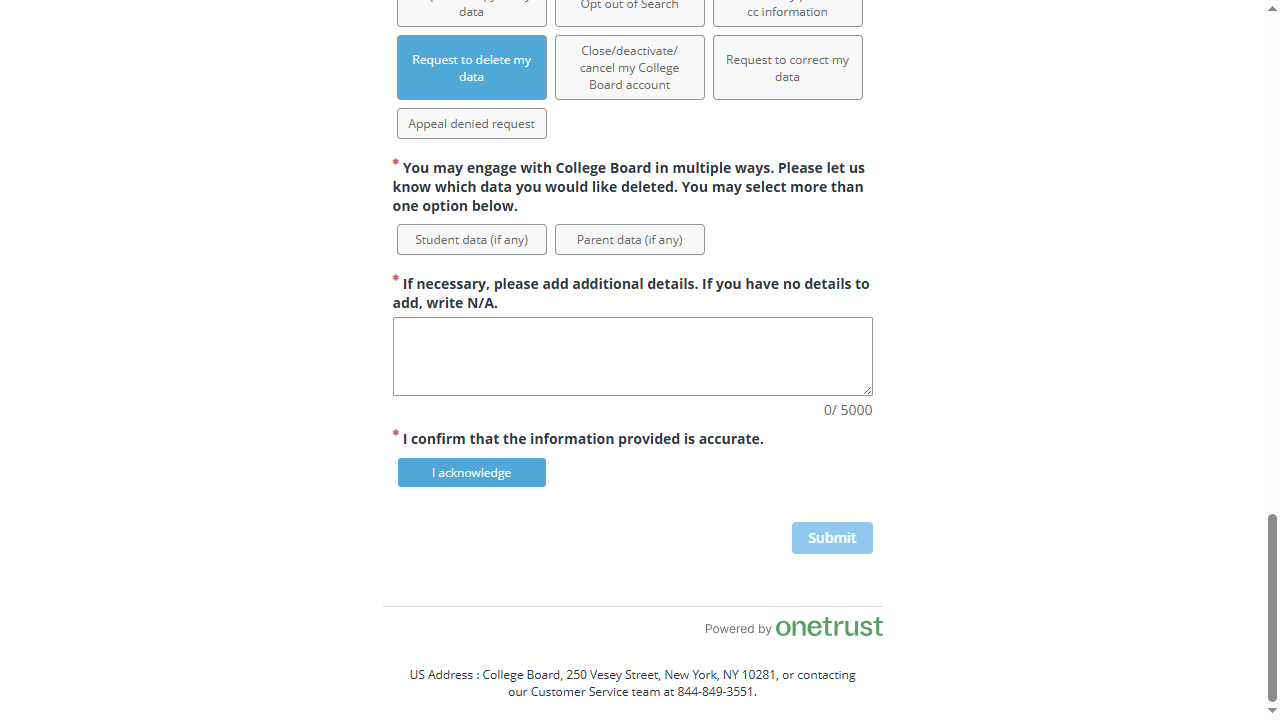 data
Opt out of Search
cc information
Request to delete my
data
Close/deactivate/
cancel my College
Board account
Request to correct my
data
Appeal denied request
* You may engage with College Board in multiple ways. Please let us
know which data you would like deleted. You may select more than
one option below.
Student data (if any)
Parent data (if any)
* If necessary, please add additional details. If you have no details to
add, write N/A.
0/ 5000
* I confirm that the information provided is accurate.
I acknowledge
Submit
Powered by onetrust
US Address : College Board, 250 Vesey Street, New York, NY 10281, or contacting
our Customer Service team at 844-849-3551.